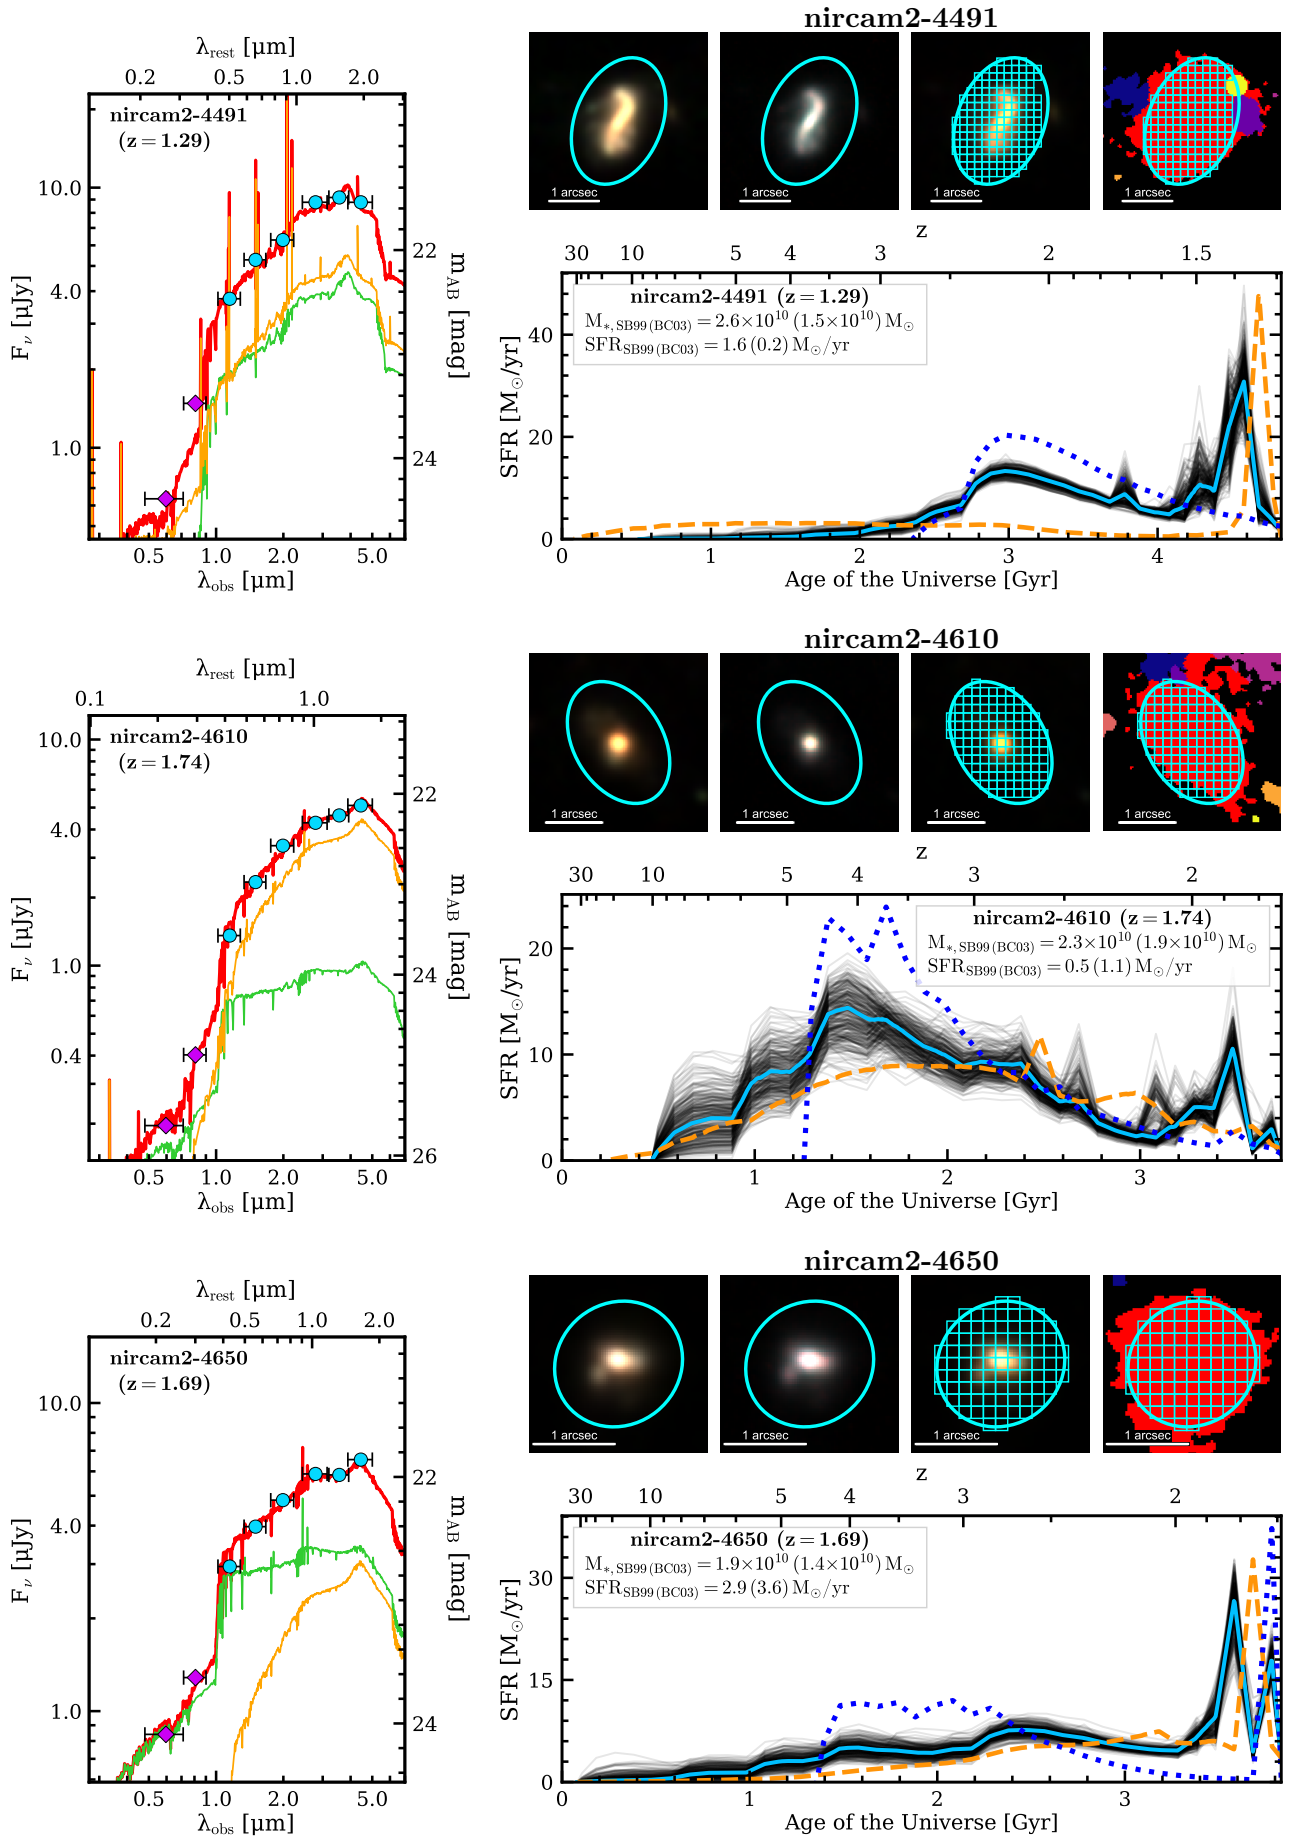 nircam2-4491
λrest [μm]
0.2 0.5 1.0 2.0
nircam2-4491
(z = 1.29)
10.0
4.0
1.0
22
24
Fν [μJy]
mAB [mag]
0.5 1.0 2.0 5.0
λobs [μm]
1 arcsec 1 arcsec 1 arcsec 1 arcsec
z
30 10 5 4 3 2 1.5
nircam2-4491 (z = 1.29)
M*, SB99 (BC03) = 2.6×10^10 (1.5×10^10) M⊙
SFRSB99 (BC03) = 1.6 (0.2) M⊙/yr
SFR [M⊙/yr]
40
20
0
0 1 2 3 4
Age of the Universe [Gyr]
nircam2-4610
λrest [μm]
0.1 1.0
nircam2-4610
(z = 1.74)
10.0
4.0
1.0
0.4
22
24
26
Fν [μJy]
mAB [mag]
0.5 1.0 2.0 5.0
λobs [μm]
1 arcsec 1 arcsec 1 arcsec 1 arcsec
z
30 10 5 4 3 2
nircam2-4610 (z = 1.74)
M*, SB99 (BC03) = 2.3×10^10 (1.9×10^10) M⊙
SFRSB99 (BC03) = 0.5 (1.1) M⊙/yr
SFR [M⊙/yr]
20
10
0
0 1 2 3
Age of the Universe [Gyr]
nircam2-4650
λrest [μm]
0.2 0.5 1.0 2.0
nircam2-4650
(z = 1.69)
10.0
4.0
1.0
22
24
Fν [μJy]
mAB [mag]
0.5 1.0 2.0 5.0
λobs [μm]
1 arcsec 1 arcsec 1 arcsec 1 arcsec
z
30 10 5 4 3 2
nircam2-4650 (z = 1.69)
M*, SB99 (BC03) = 1.9×10^10 (1.4×10^10) M⊙
SFRSB99 (BC03) = 2.9 (3.6) M⊙/yr
SFR [M⊙/yr]
30
15
0
0 1 2 3
Age of the Universe [Gyr]